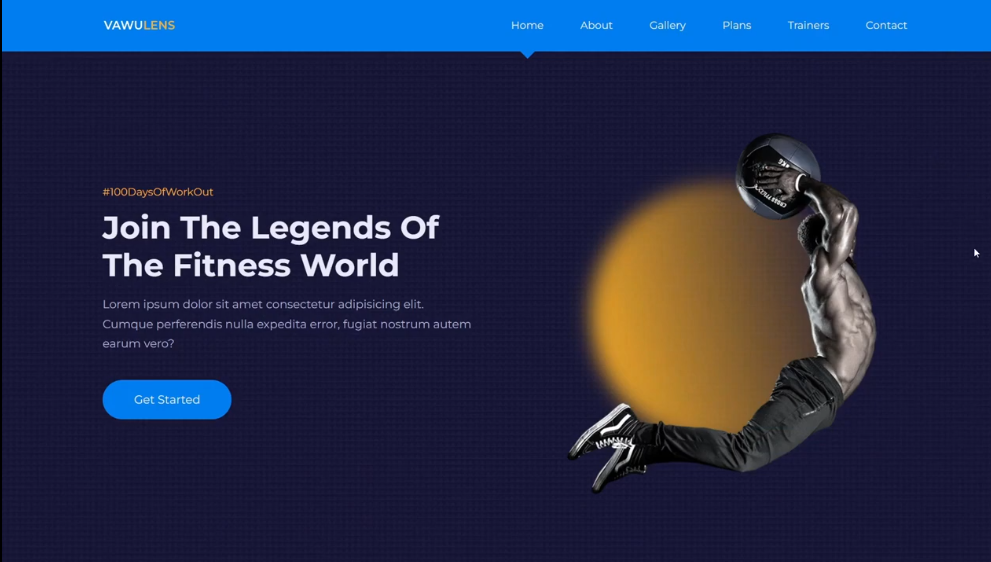 VAWULENS
Home About Gallery Plans Trainers Contact
#100DaysOfWorkOut
Join The Legends Of
The Fitness World
Lorem ipsum dolor sit amet consectetur adipisicing elit.
Cumque perferendis nulla expedita error, fugiat nostrum autem
earum vero?
Get Started